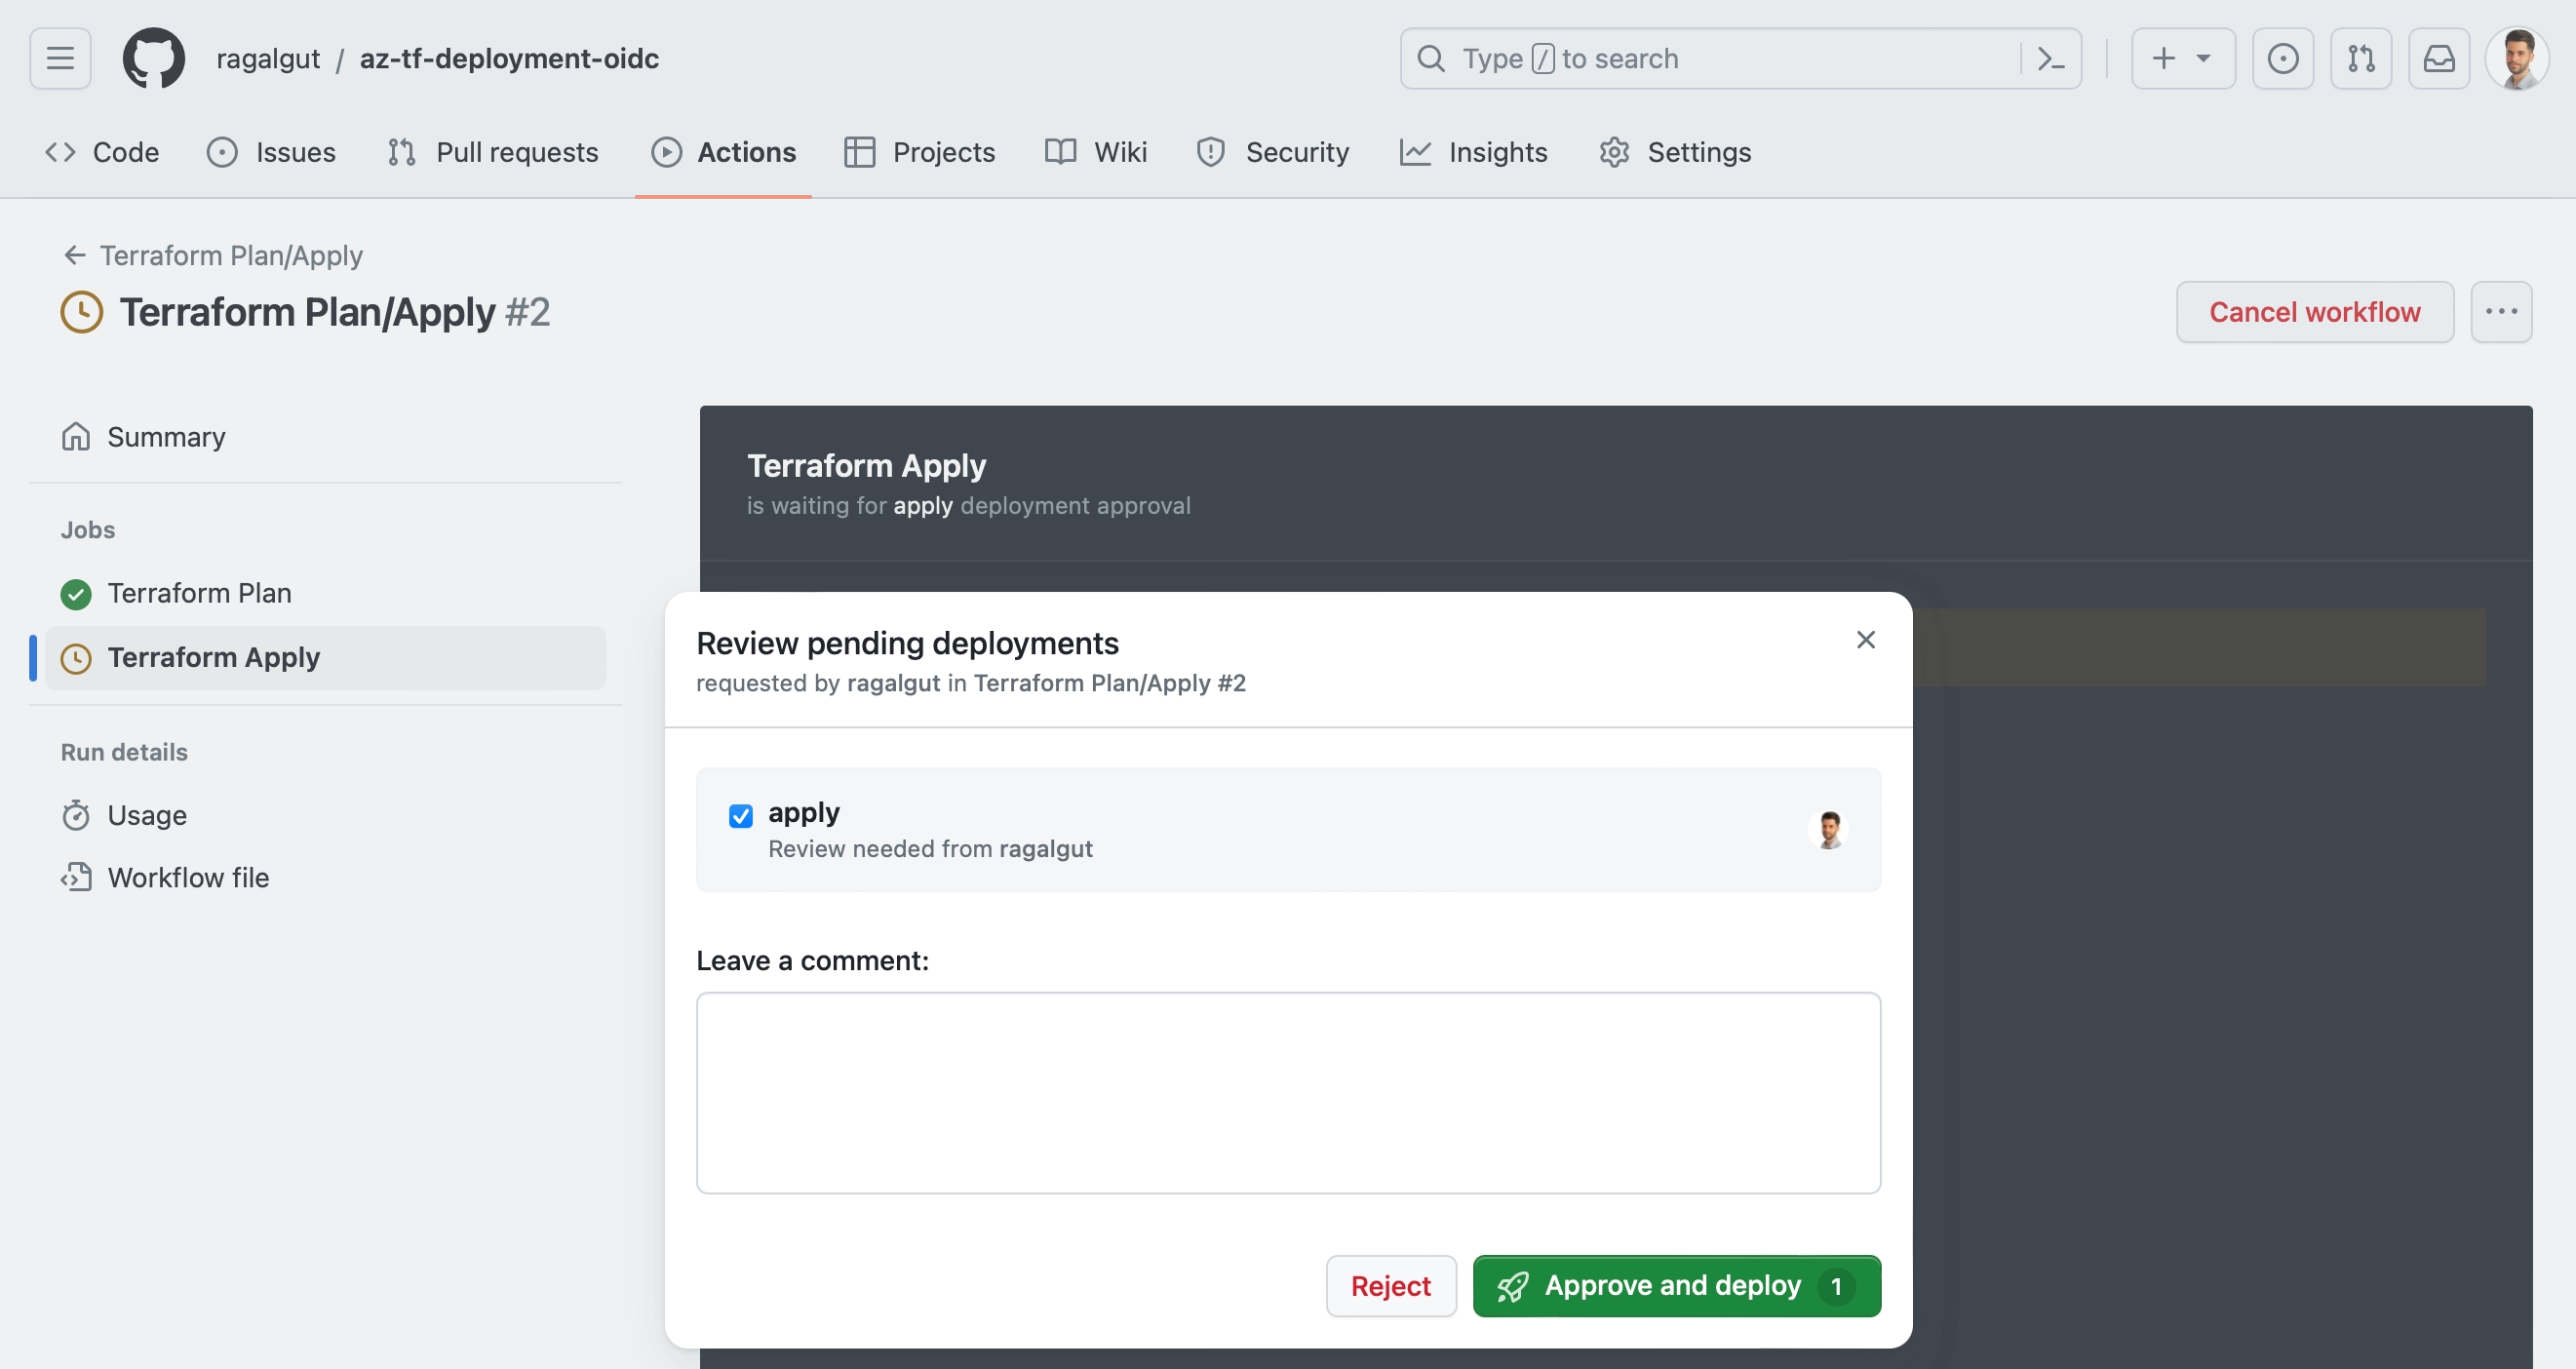 ragalgut / az-tf-deployment-oidc
Type / to search
Code Issues Pull requests Actions Projects Wiki Security Insights Settings
Terraform Plan/Apply
Terraform Plan/Apply #2
Cancel workflow
Summary
Jobs
Terraform Plan
Terraform Apply
Run details
Usage
Workflow file
Terraform Apply
is waiting for apply deployment approval
Review pending deployments
requested by ragalgut in Terraform Plan/Apply #2
apply
Review needed from ragalgut
Leave a comment:
Reject
Approve and deploy 1